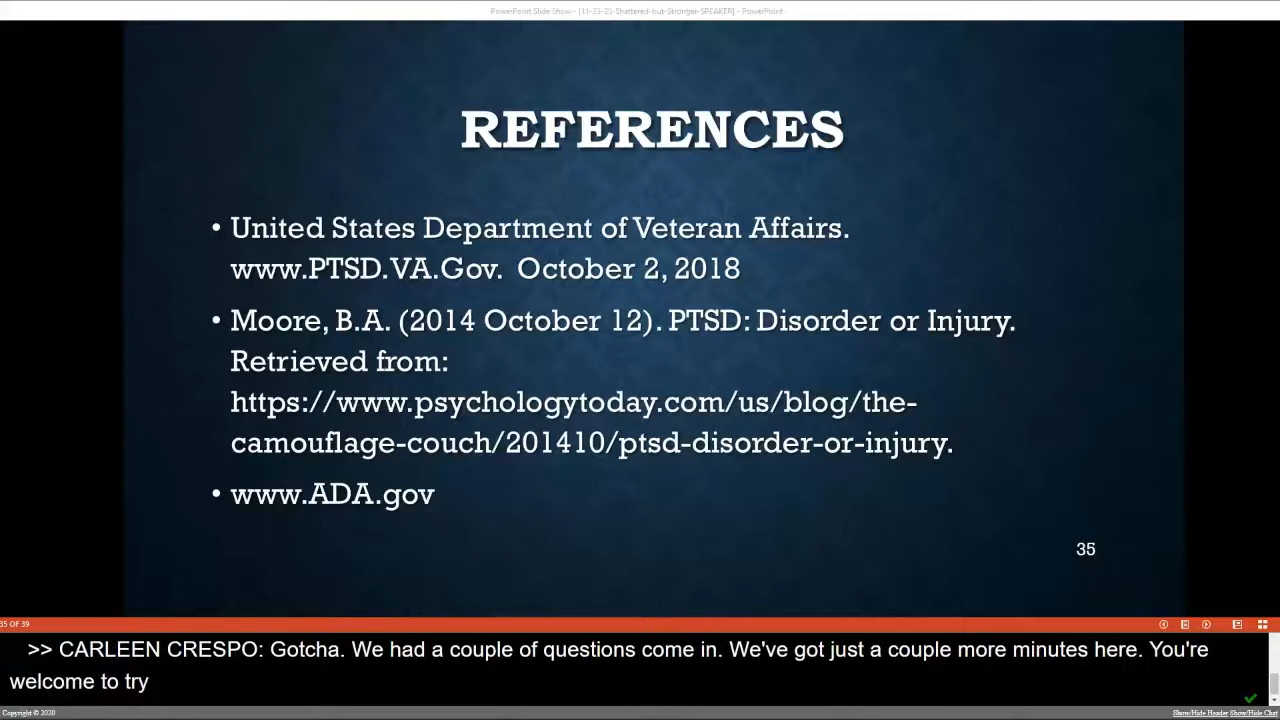 PowerPoint Slide Show - [11-23-20-Shattered-but-Stronger-SPEAKER] - PowerPoint
REFERENCES
• United States Department of Veteran Affairs.
www.PTSD.VA.Gov. October 2, 2018
• Moore, B.A. (2014 October 12). PTSD: Disorder or Injury.
Retrieved from:
https://www.psychologytoday.com/us/blog/the-
camouflage-couch/201410/ptsd-disorder-or-injury.
• www.ADA.gov
35
35 OF 39
>> CARLEEN CRESPO: Gotcha. We had a couple of questions come in. We've got just a couple more minutes here. You're
welcome to try
Copyright © 2020
Show/Hide Header Show/Hide Chat